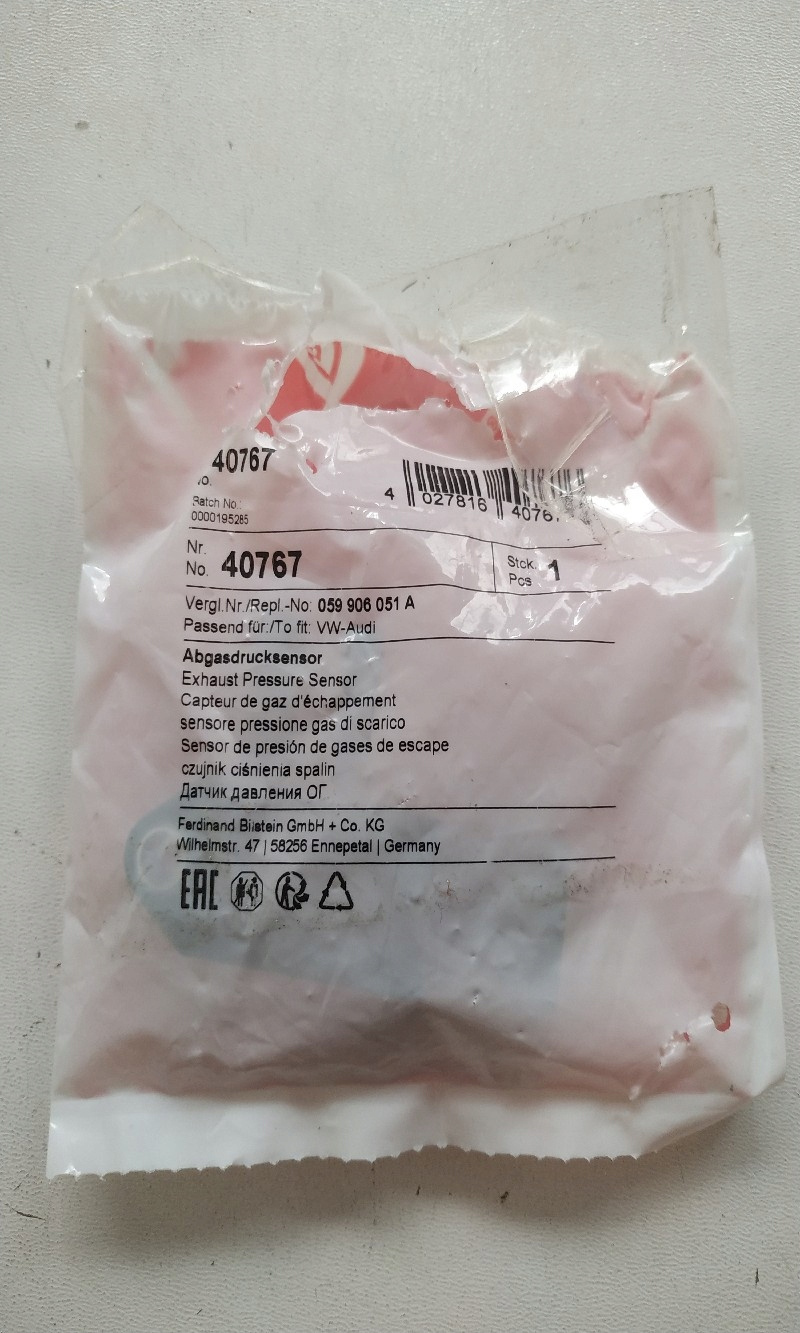 40767
Batch No.:
0000195285
4 027816 4076
Nr.
No. 40767
Stck.
Pcs 1
Vergl.Nr./Repl.-No: 059 906 051 A
Passend für:/To fit: VW-Audi
Abgasdrucksensor
Exhaust Pressure Sensor
Capteur de gaz d'échappement
sensore pressione gas di scarico
Sensor de presión de gases de escape
czujnik ciśnienia spalin
Датчик давления ОГ
Ferdinand Bilstein GmbH + Co. KG
Wilhelmstr. 47 | 58256 Ennepetal | Germany
EAC